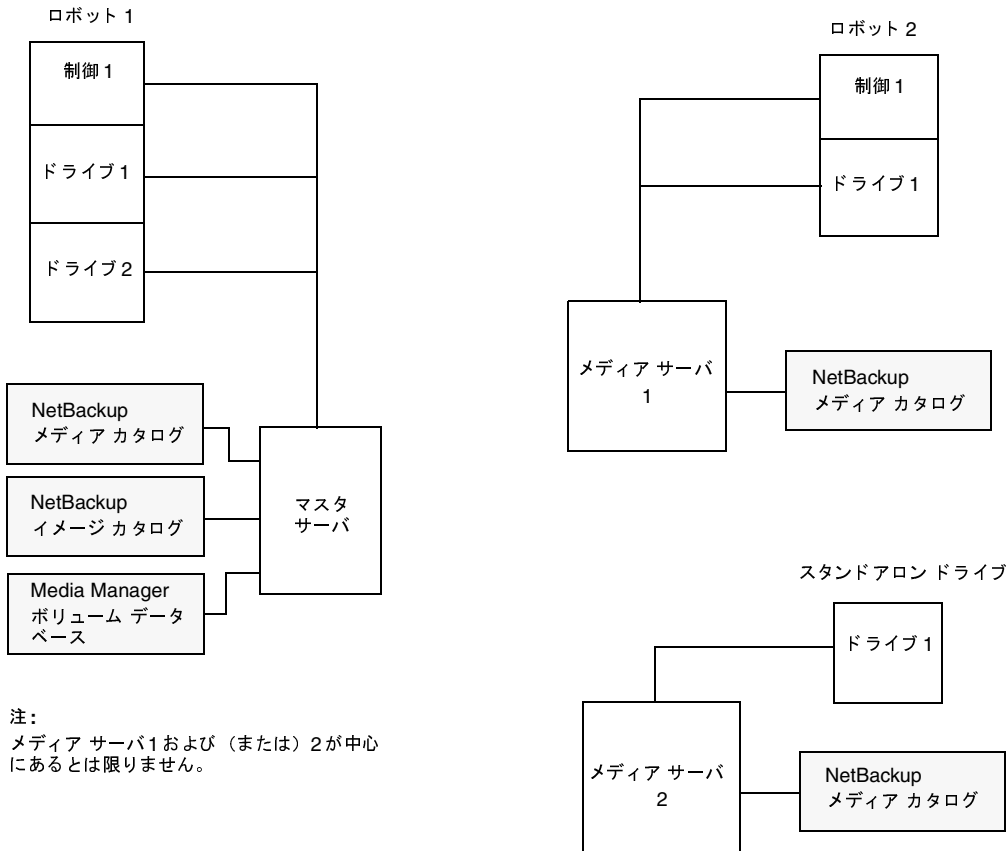 ロボット 1
制御 1
ドライブ 1
ドライブ 2
NetBackup
メディア カタログ
NetBackup
イメージ カタログ
Media Manager
ボリューム データ
ベース
マスタ
サーバ
注:
メディア サーバ 1 および (または) 2 が中心
にあるとは限りません。
ロボット 2
制御 1
ドライブ 1
メディア サーバ
1
NetBackup
メディア カタログ
スタンドアロン ドライブ
ドライブ 1
メディア サーバ
2
NetBackup
メディア カタログ